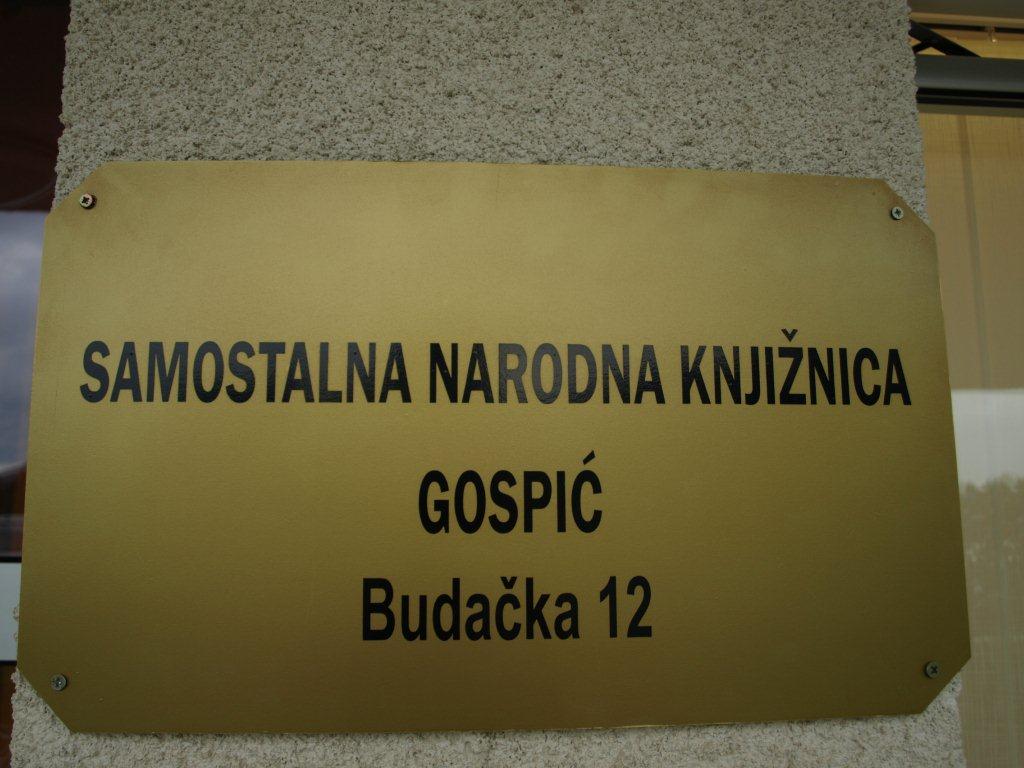 SAMOSTALNA NARODNA KNJIŽNICA
GOSPIĆ
Budačka 12